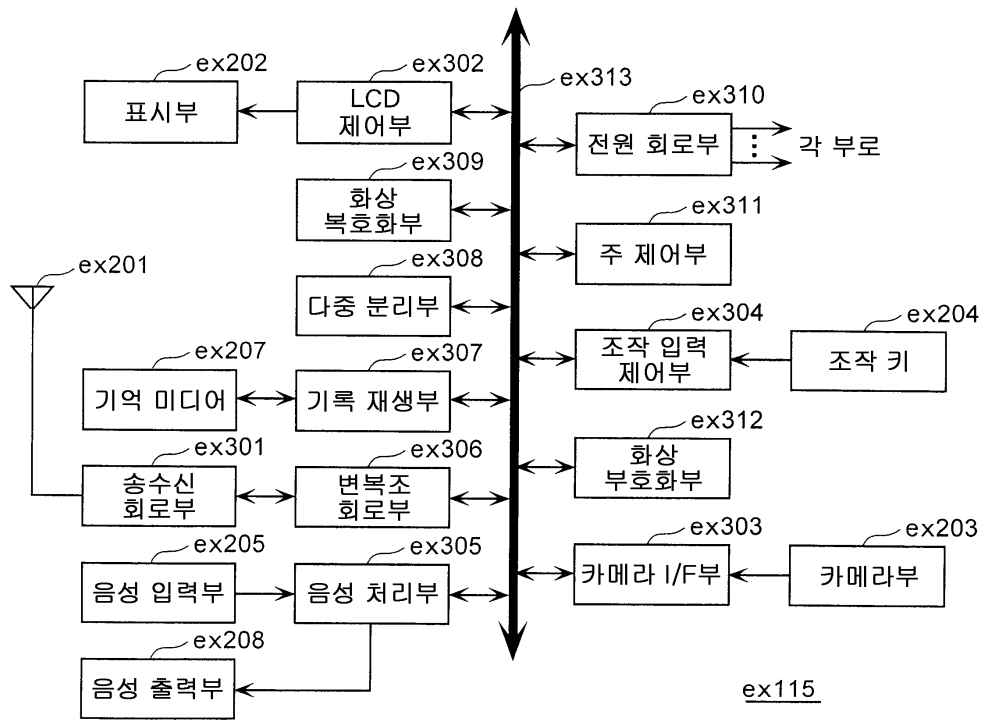 ex202
표시부
ex302
LCD
제어부
ex313
ex310
전원 회로부
각 부로
ex309
화상
복호화부
ex311
주 제어부
ex201
ex308
다중 분리부
ex304
조작 입력
제어부
ex204
조작 키
ex207
기억 미디어
ex307
기록 재생부
ex312
화상
부호화부
ex301
송수신
회로부
ex306
변복조
회로부
ex303
카메라 I/F부
ex203
카메라부
ex205
음성 입력부
ex305
음성 처리부
ex208
음성 출력부
ex115